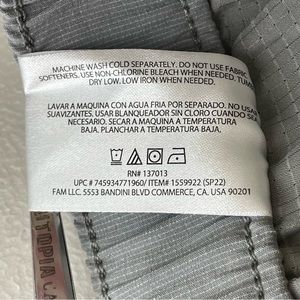 MACHINE WASH COLD SEPARATELY. DO NOT USE FABRIC
SOFTENERS. USE NON-CHLORINE BLEACH WHEN NEEDED. TUMBLE
DRY LOW, LOW IRON WHEN NEEDED.
LAVAR A MAQUINA CON AGUA FRIA POR SEPARADO. NO USAR
SUAVIZANTES. USAR BLANQUEADOR SIN CLORO CUANDO
NECESARIO. SECAR A MAQUINA A TEMPERATURA
BAJA. PLANCHAR A TEMPERATURA BAJA.
RN# 137013
UPC # 745934771960/ ITEM# 1559922 (SP22)
FAM LLC. 5553 BANDINI BLVD COMMERCE, CA. USA 90201